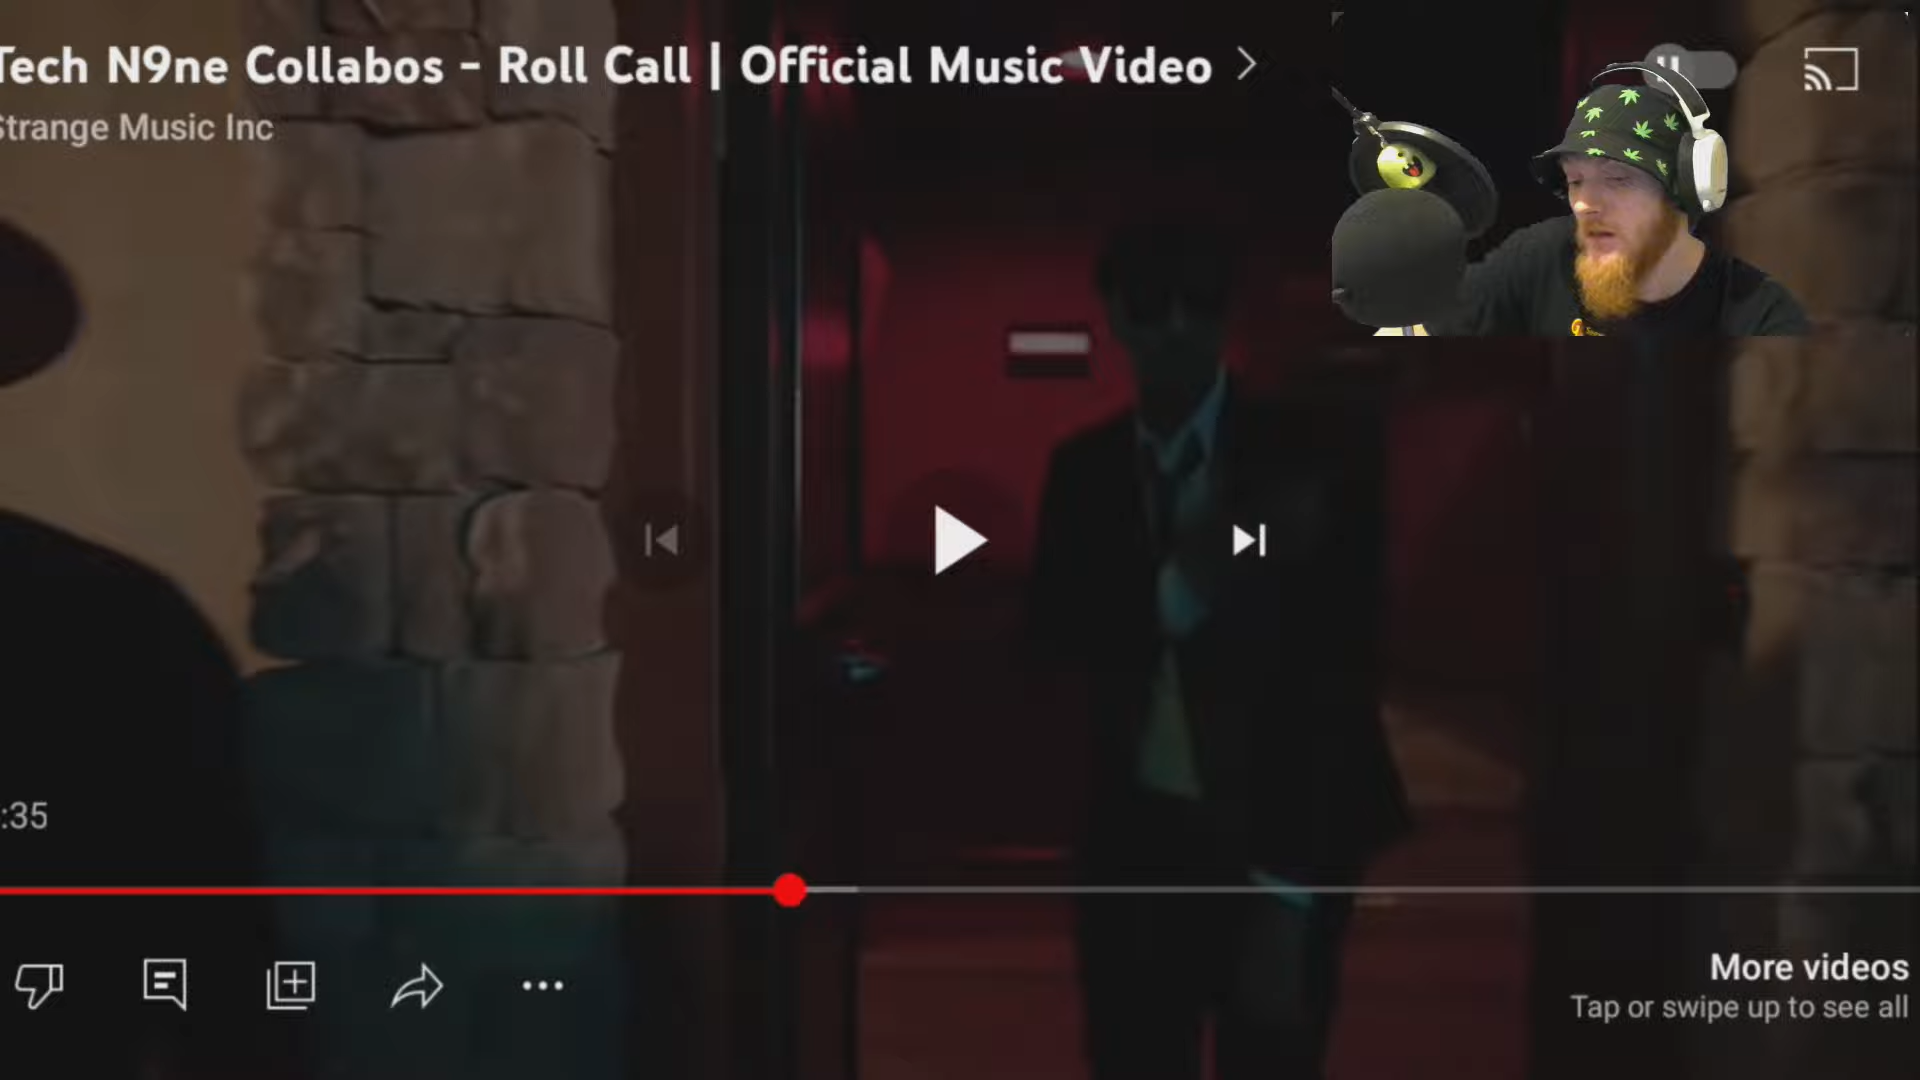 Tech N9ne Collabos - Roll Call | Official Music Video
Strange Music Inc
:35
More videos
Tap or swipe up to see all